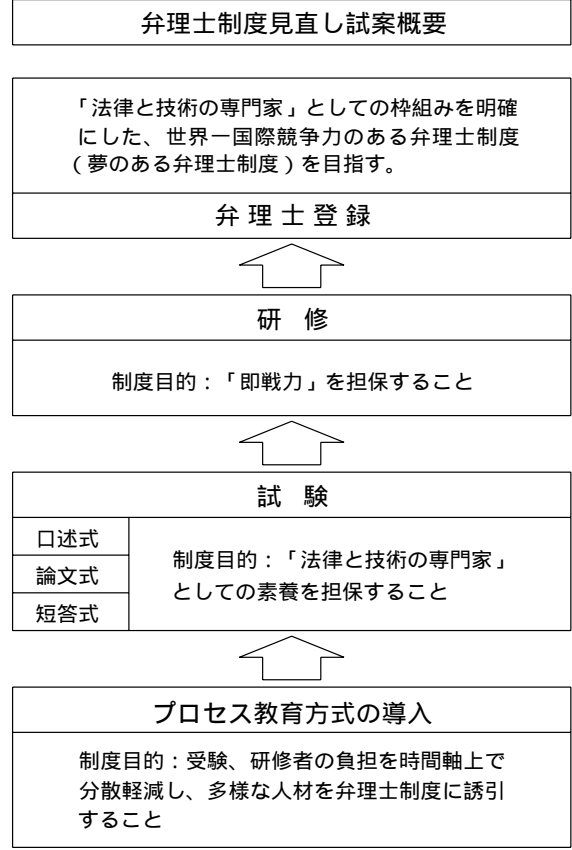 弁理士制度見直し試案概要
「法律と技術の専門家」としての枠組みを明確
にした、世界一国際競争力のある弁理士制度
(夢のある弁理士制度)を目指す。
弁理士登録
研 修
制度目的:「即戦力」を担保すること
試 験
口述式
論文式
短答式
制度目的:「法律と技術の専門家」
としての素養を担保すること
プロセス教育方式の導入
制度目的:受験、研修者の負担を時間軸上で
分散軽減し、多様な人材を弁理士制度に誘引
すること